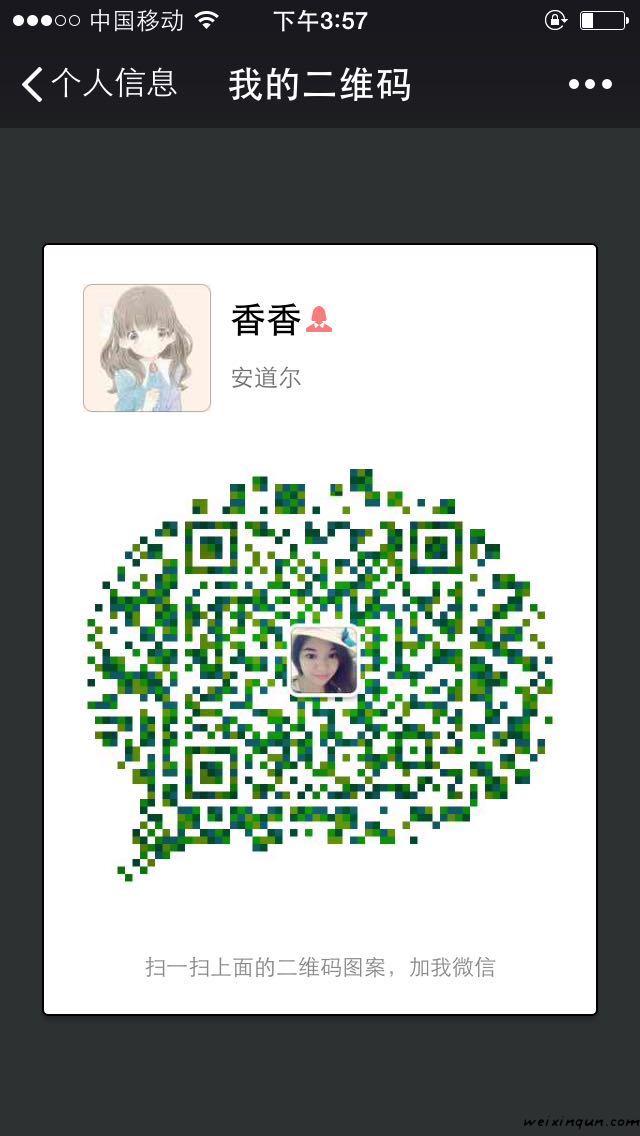 中国移动 下午3:57
个人信息 我的二维码
香香
安道尔
扫一扫上面的二维码图案，加我微信
weixinqun.com